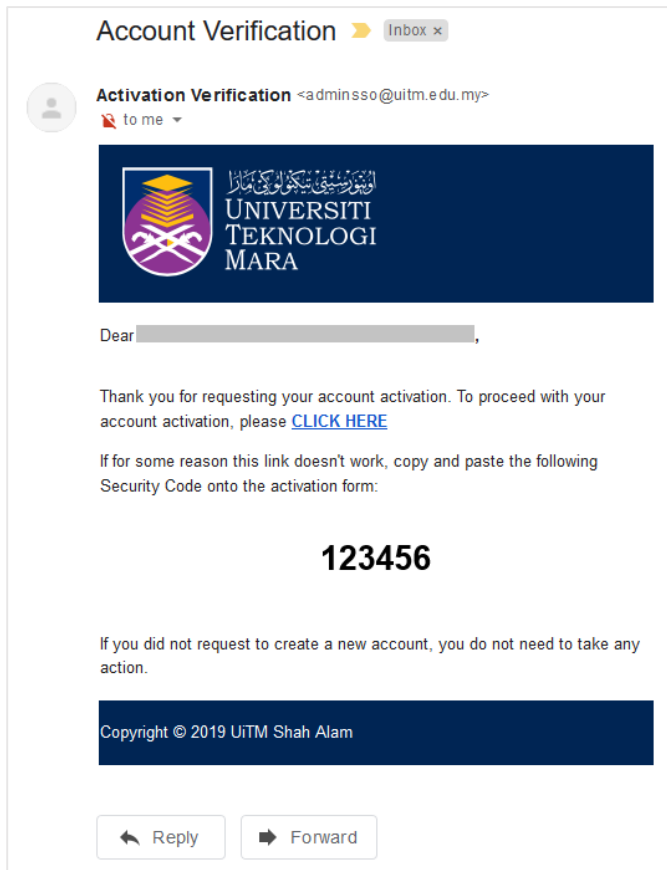 Account Verification
Inbox ×
Activation Verification <adminsso@uitm.edu.my>
to me
اونيۏرسيتي تيکنولوݢي مارا
UNIVERSITI
TEKNOLOGI
MARA
Dear ,
Thank you for requesting your account activation. To proceed with your
account activation, please CLICK HERE
If for some reason this link doesn't work, copy and paste the following
Security Code onto the activation form:
123456
If you did not request to create a new account, you do not need to take any
action.
Copyright © 2019 UiTM Shah Alam
Reply
Forward